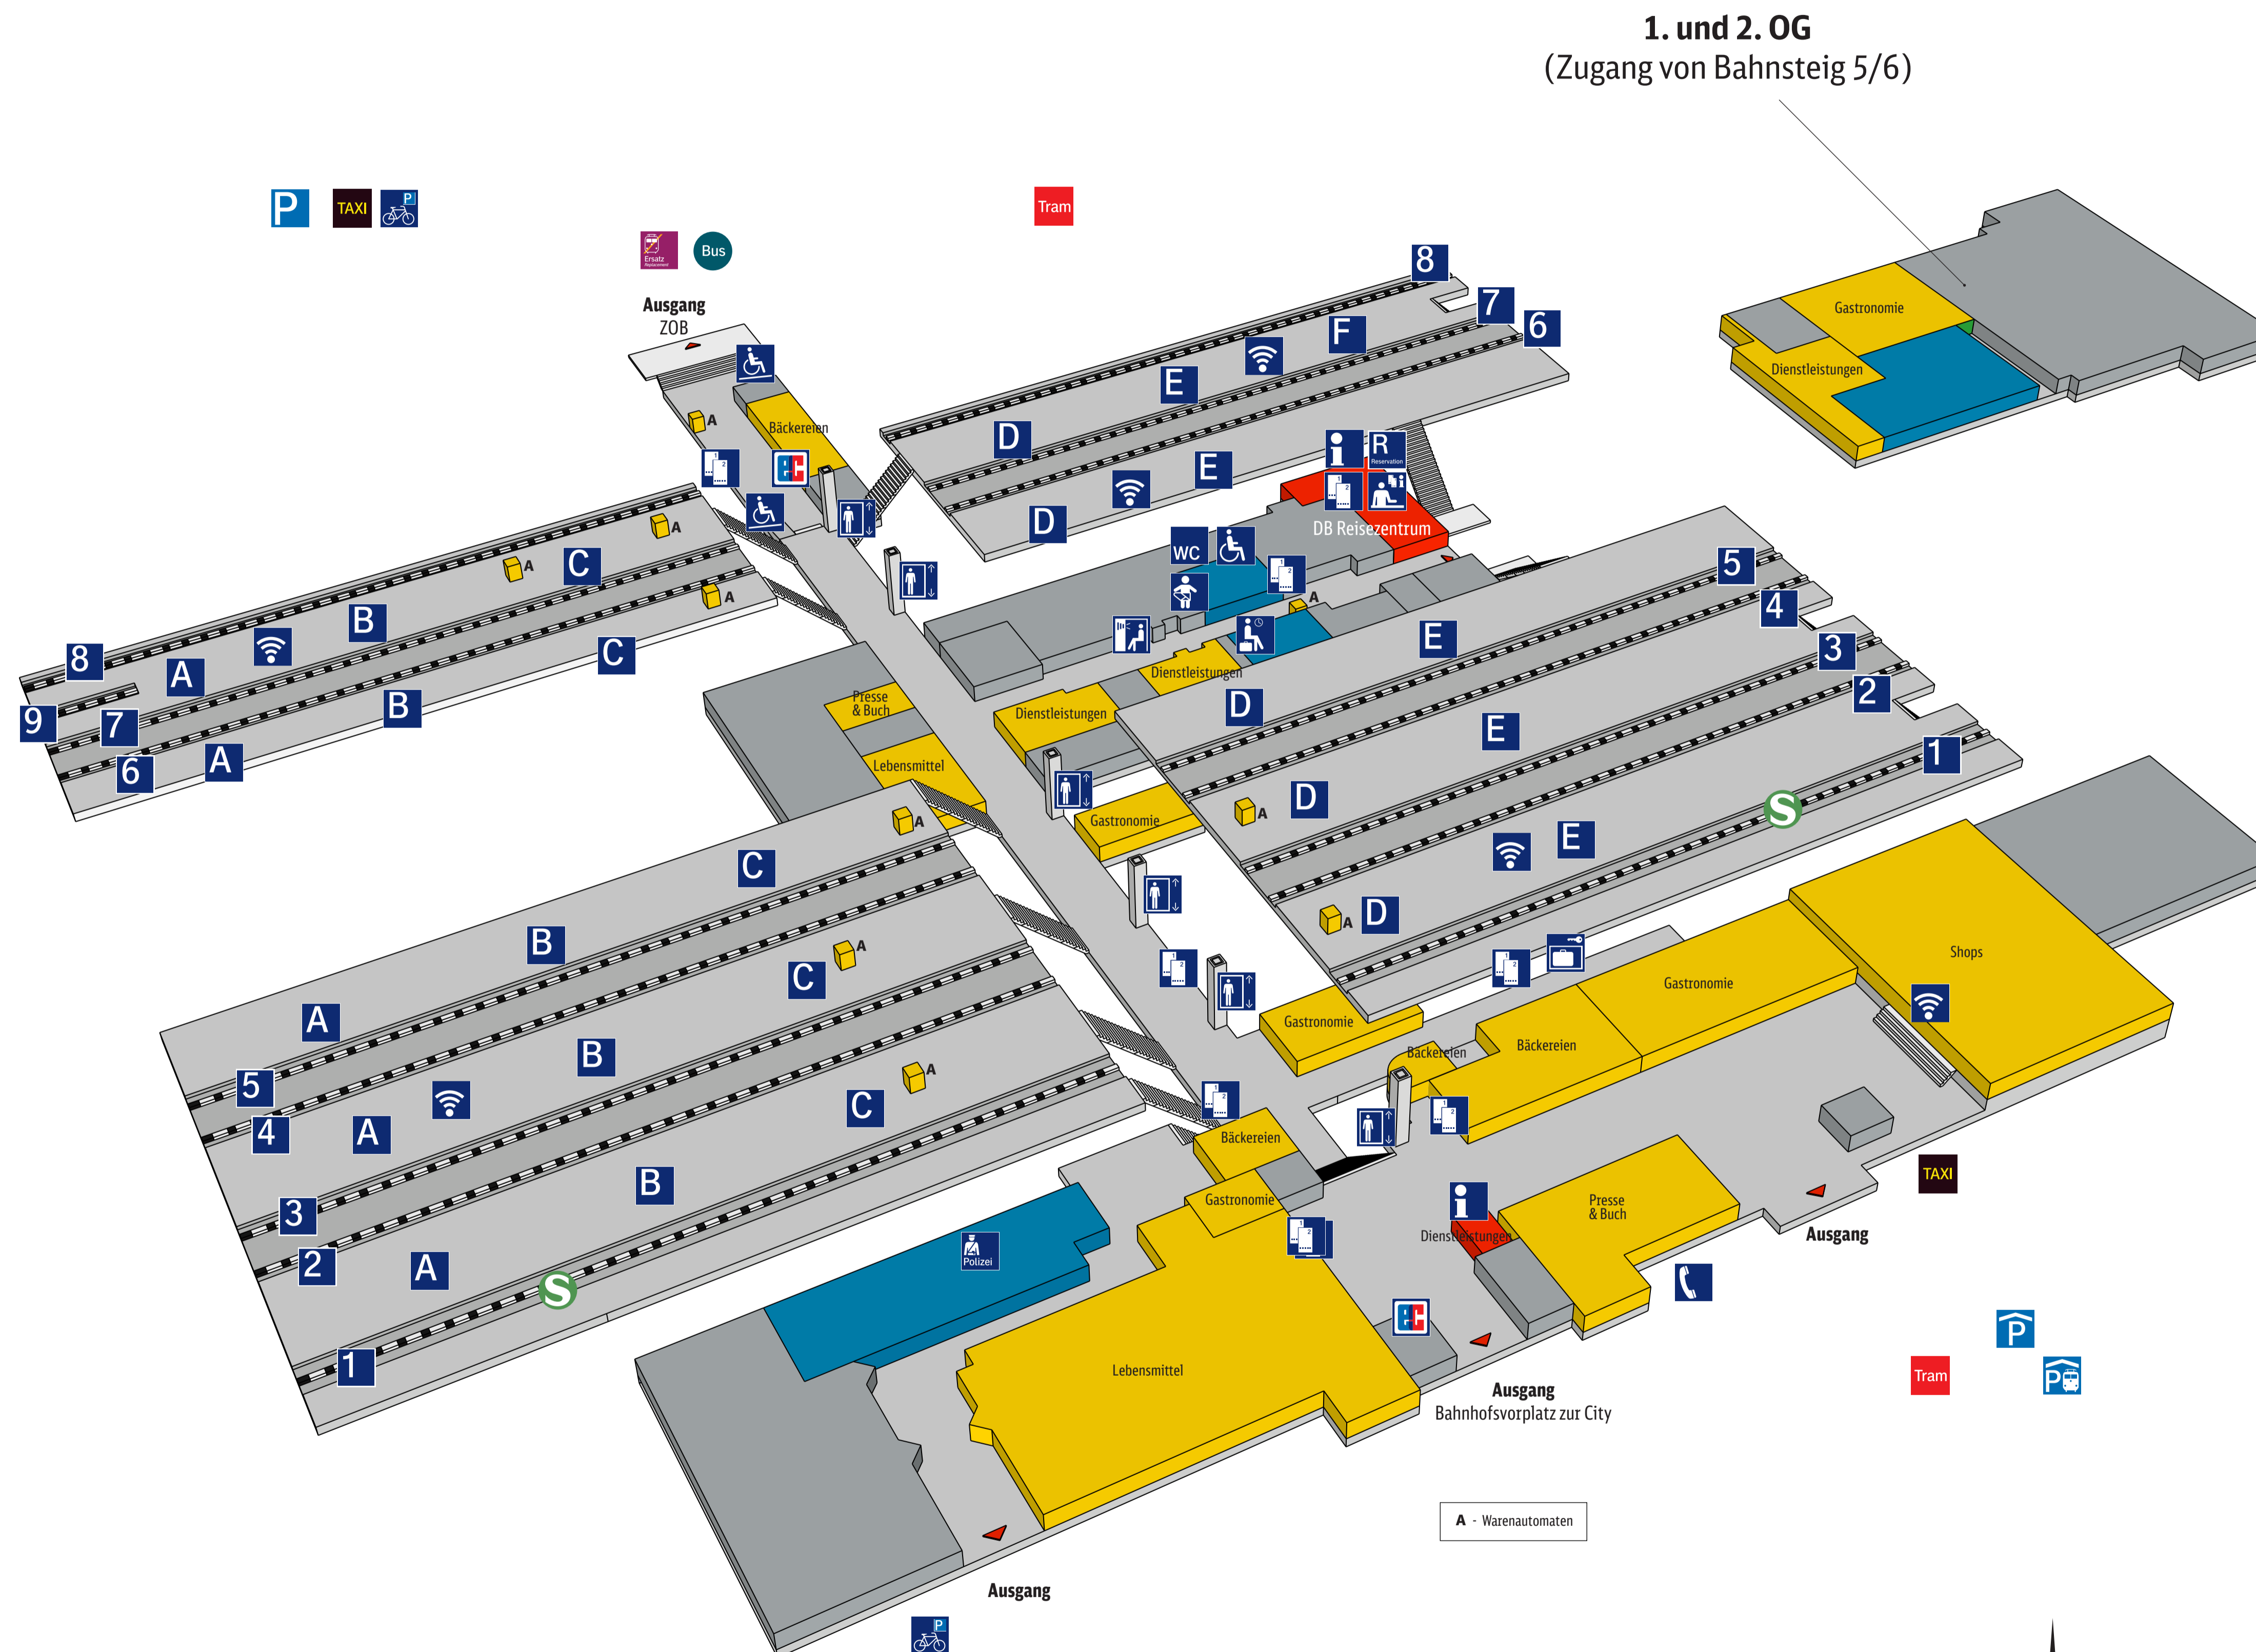 1. und 2. OG
(Zugang von Bahnsteig 5/6)
P
TAXI
P
Tram
Ersatz
Replacement
Bus
Ausgang
ZOB
8
7
6
F
E
D
E
D
Gastronomie
Dienstleistungen
A
Bäckereien
R
Reservation
DB Reisezentrum
WC
A
A
A
A
C
B
A
C
B
A
8
9
7
6
Presse
& Buch
Lebensmittel
Dienstleistungen
Dienstleistungen
Gastronomie
5
4
3
2
1
E
D
E
D
E
D
A
A
S
A
C
B
A
A
C
B
A
A
C
B
A
5
4
3
2
1
S
Gastronomie
Bäckereien
Bäckereien
Gastronomie
Shops
Bäckereien
Gastronomie
Polizei
Lebensmittel
Dienstleistungen
Presse
& Buch
TAXI
Ausgang
P
Tram
P
Ausgang
Bahnhofsvorplatz zur City
A - Warenautomaten
Ausgang
P